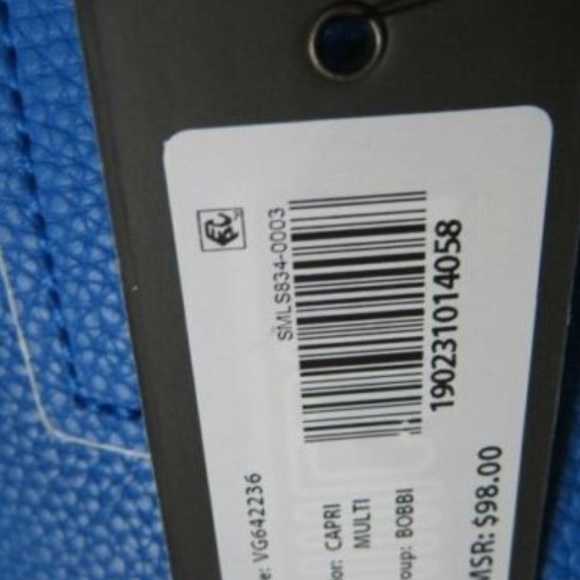 SMLS834-0003
190231014058
e: VG642236
or: CAPRI
MULTI
oup: BOBBI
MSR: $98.00